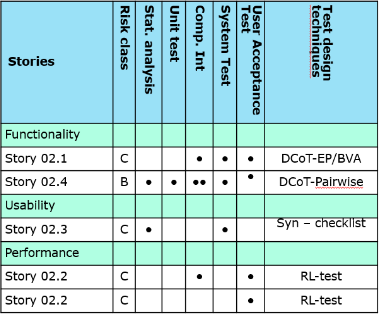 Stories
Risk class
Stat. analysis
Unit test
Comp. Int
System Test
User Acceptance
Test
Test design
techniques
Functionality
Story 02.1 C • • • DCoT-EP/BVA
Story 02.4 B • • •• • • DCoT-Pairwise
Usability
Story 02.3 C • • Syn – checklist
Performance
Story 02.2 C • • RL-test
Story 02.2 C • RL-test